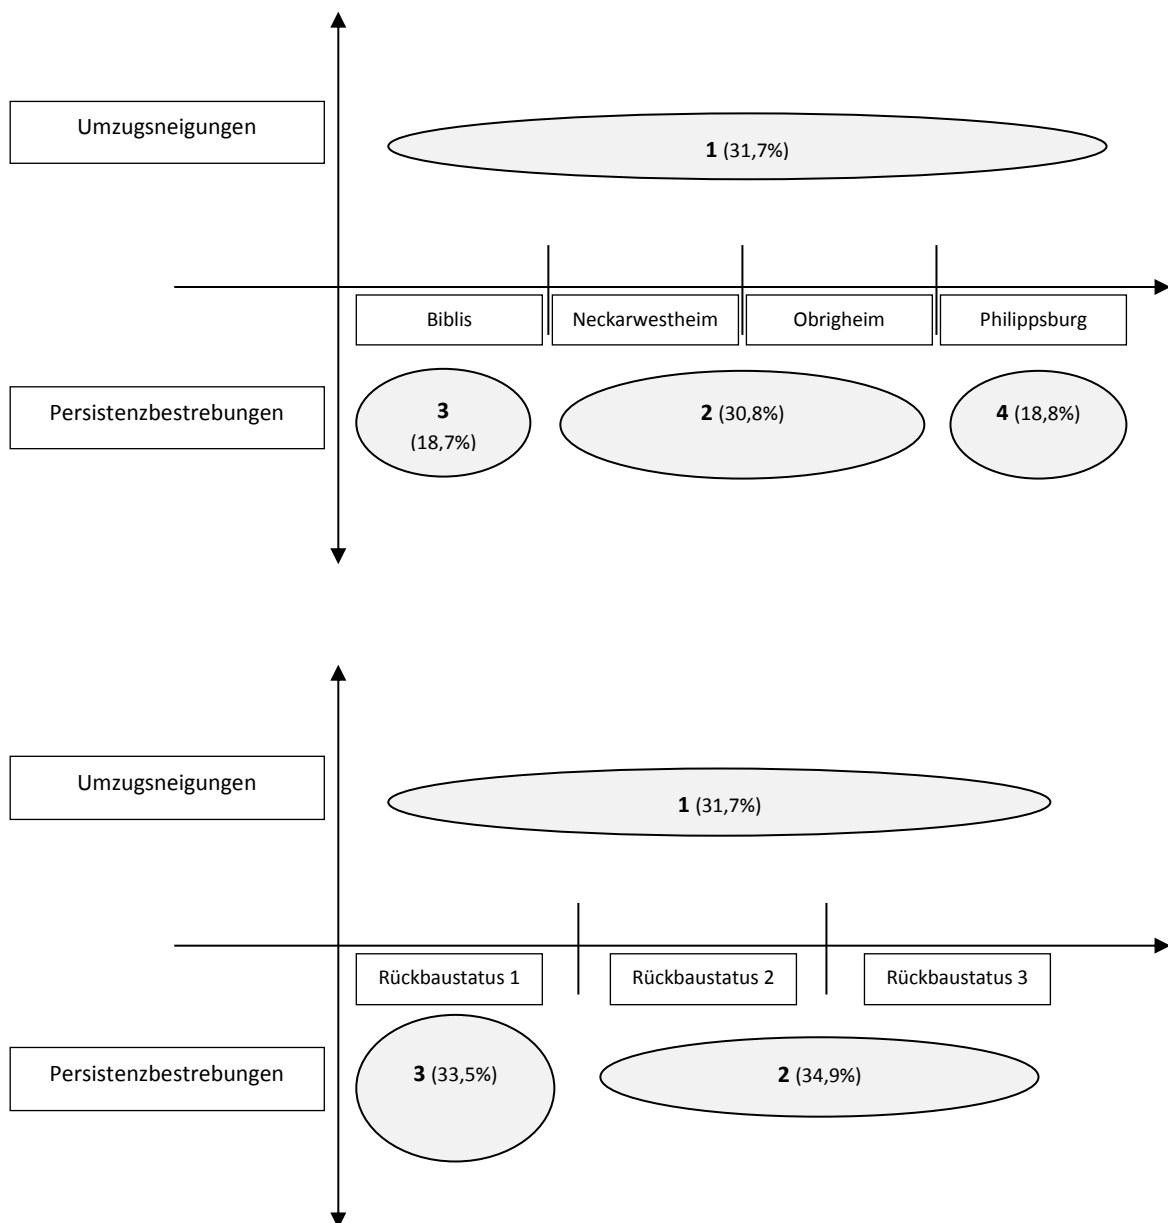 Umzugsneigungen
1 (31,7%)
Biblis
Neckarwestheim
Obrigheim
Philippsburg
Persistenzbestrebungen
3
(18,7%)
2 (30,8%)
4 (18,8%)
Umzugsneigungen
1 (31,7%)
Rückbaustatus 1
Rückbaustatus 2
Rückbaustatus 3
Persistenzbestrebungen
3 (33,5%)
2 (34,9%)